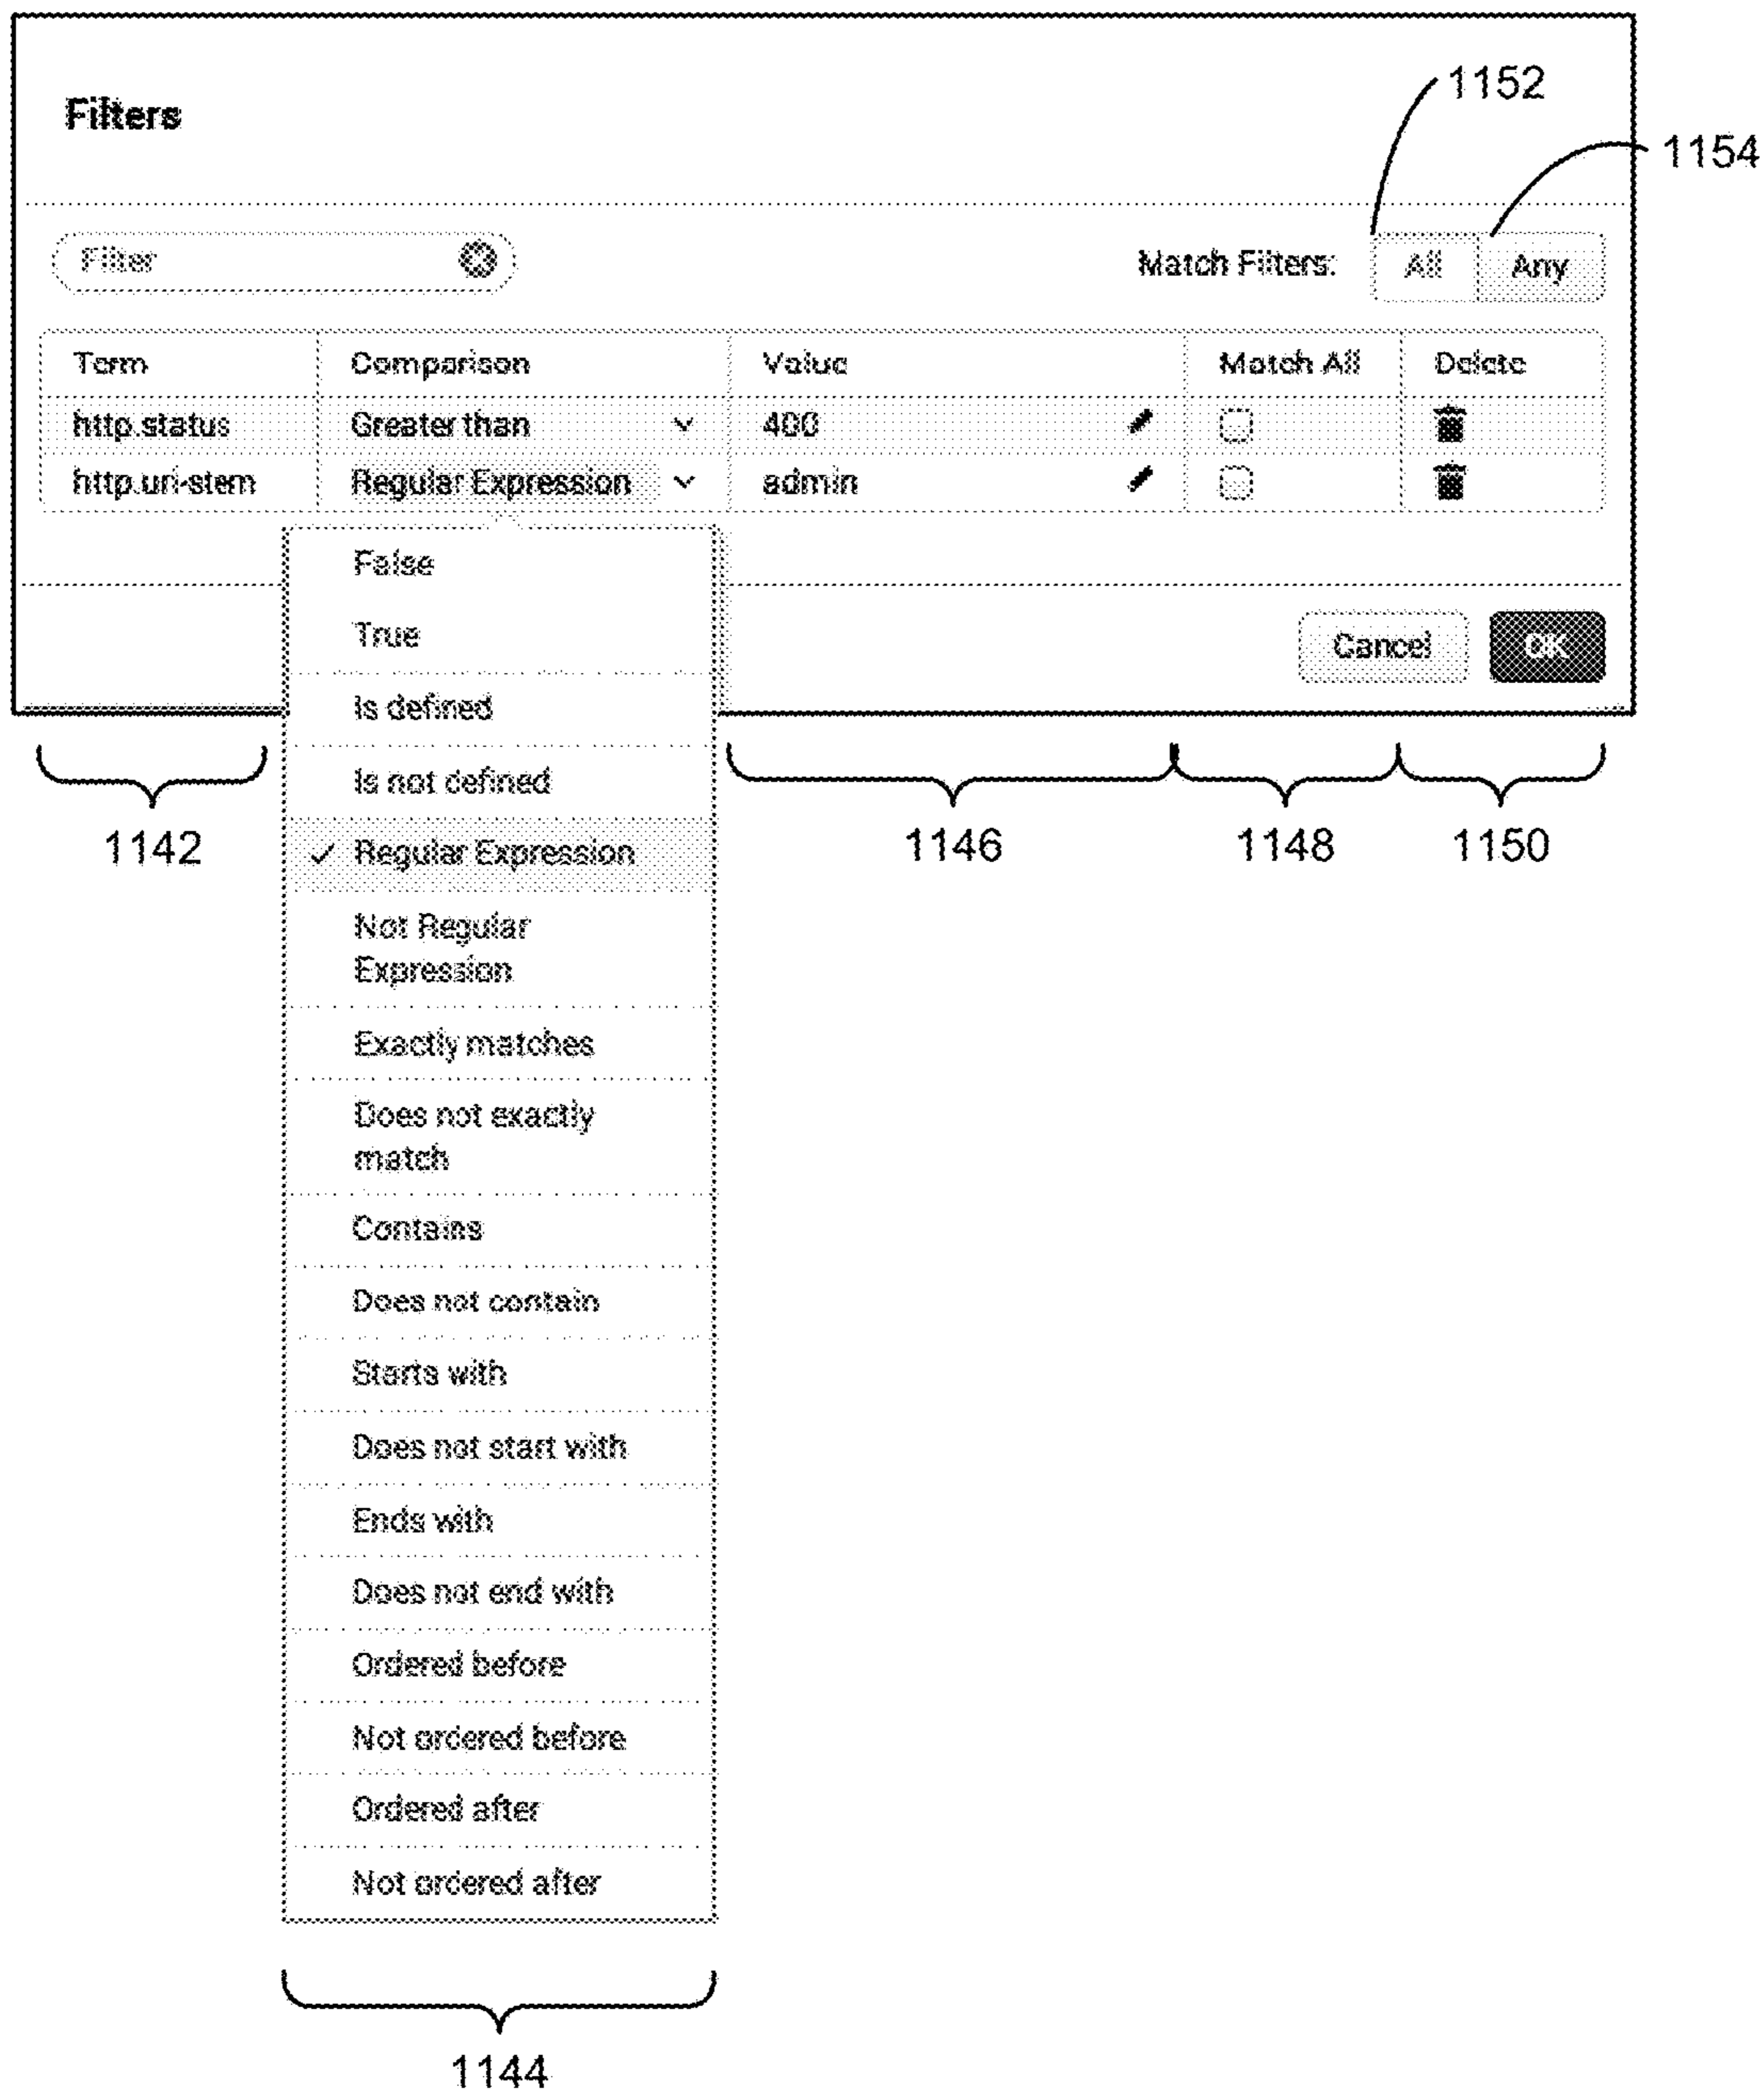 1152
Filters
1154
Filter
Match Filters:
All
Any
Term
Comparison
Value
Match All
Delete
http.status
Greater than
400
http.uri-stem
Regular Expression
admin
False
True
Cancel
OK
Is defined
Is not defined
Regular Expression
1142
1146
1148
1150
Not Regular
Expression
Exactly matches
Does not exactly
match
Contains
Does not contain
Starts with
Does not start with
Ends with
Does not end with
Ordered before
Not ordered before
Ordered after
Not ordered after
1144